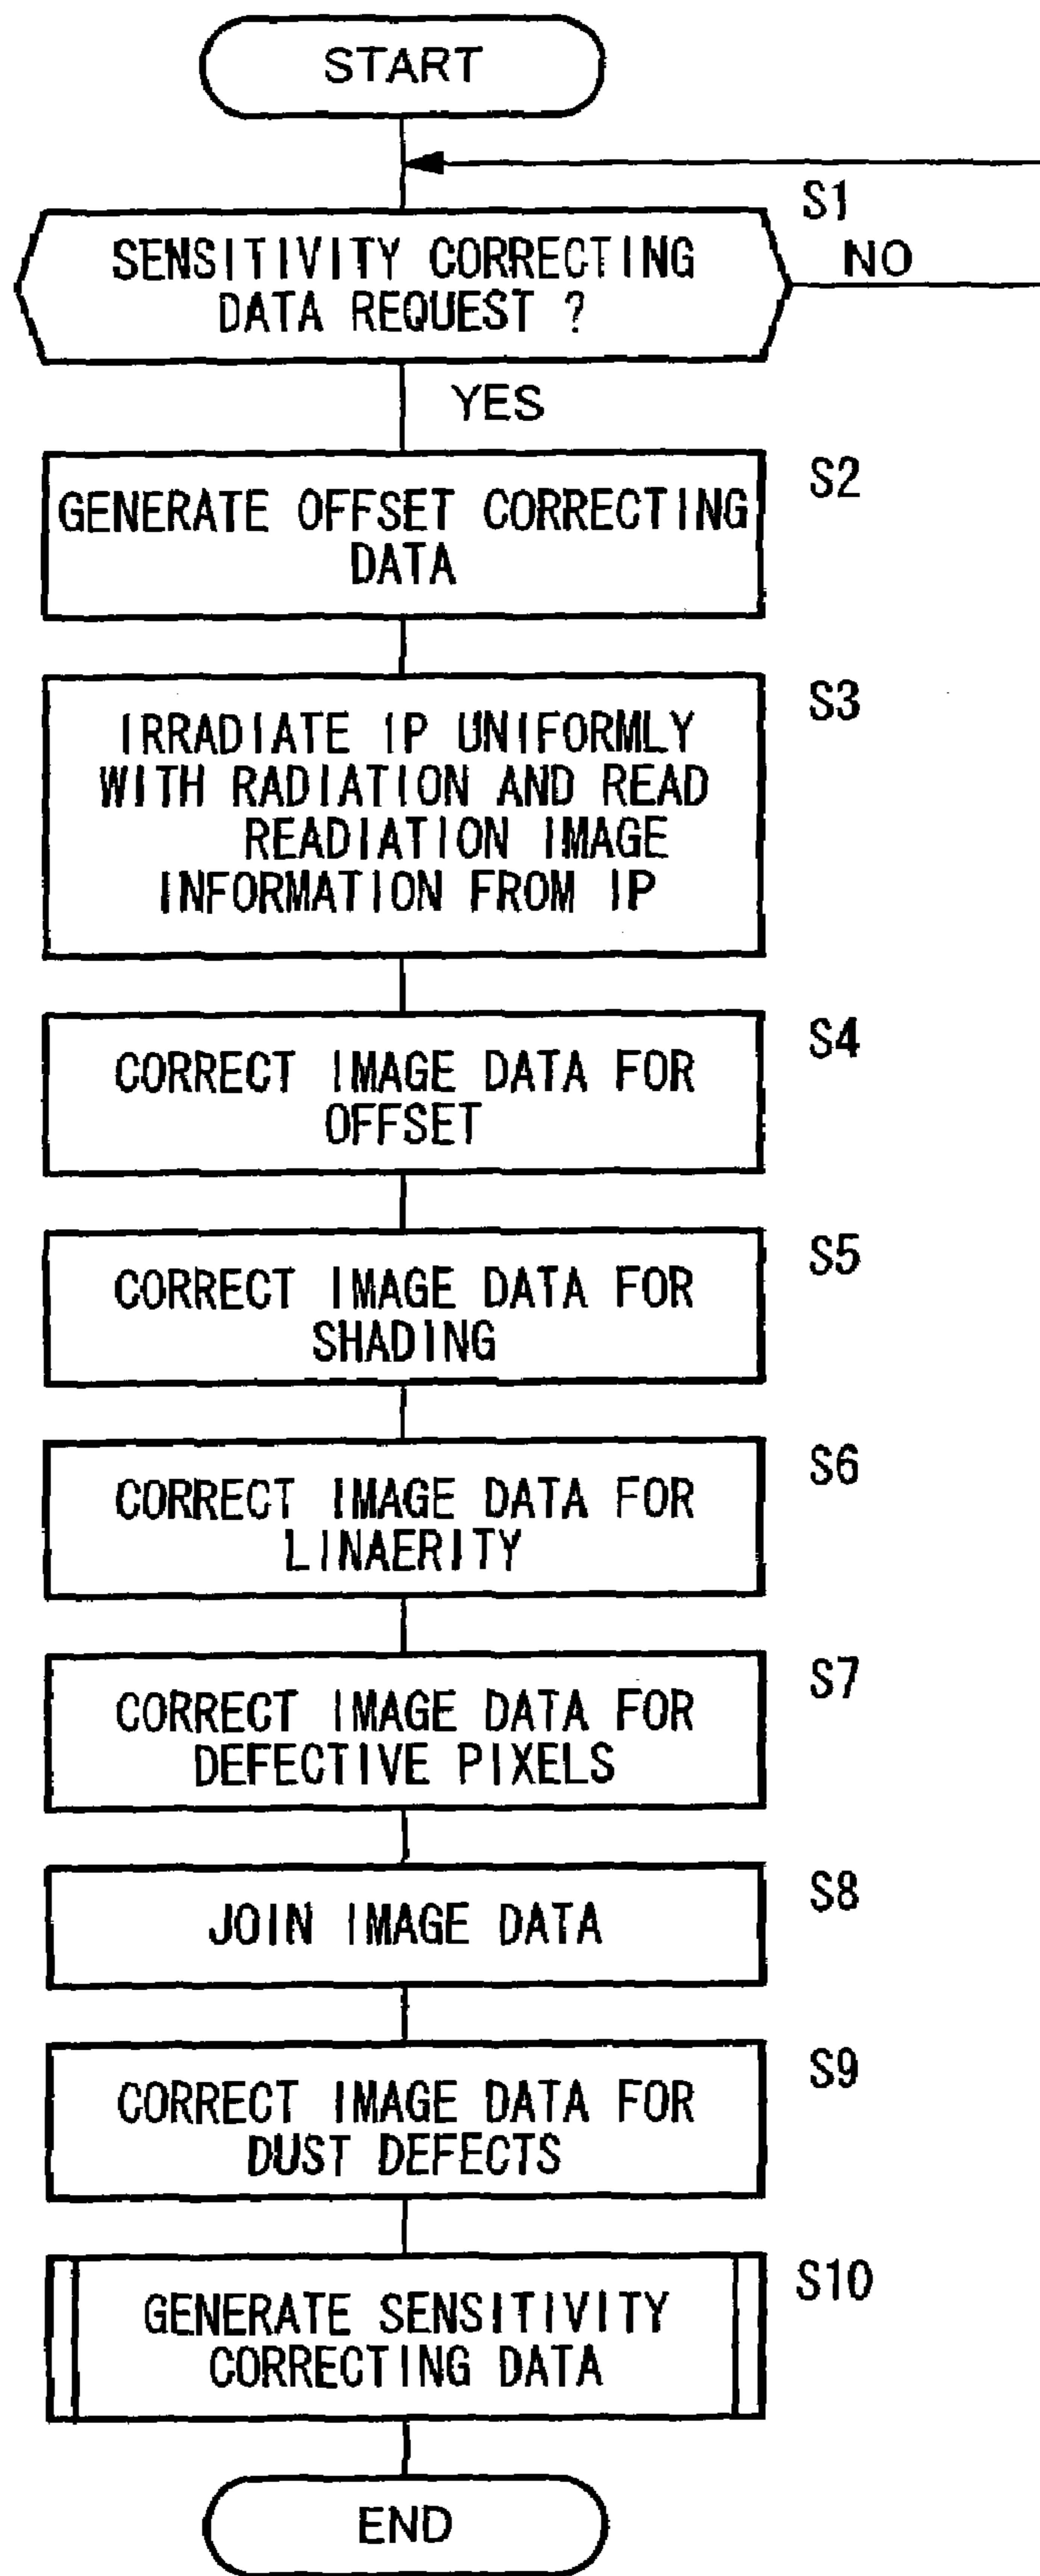 START
S1
SENSITIVITY CORRECTING
DATA REQUEST ?
NO
YES
S2
GENERATE OFFSET CORRECTING
DATA
S3
IRRADIATE IP UNIFORMLY
WITH RADIATION AND READ
READIATION IMAGE
INFORMATION FROM IP
S4
CORRECT IMAGE DATA FOR
OFFSET
S5
CORRECT IMAGE DATA FOR
SHADING
S6
CORRECT IMAGE DATA FOR
LINAERITY
S7
CORRECT IMAGE DATA FOR
DEFECTIVE PIXELS
S8
JOIN IMAGE DATA
S9
CORRECT IMAGE DATA FOR
DUST DEFECTS
S10
GENERATE SENSITIVITY
CORRECTING DATA
END